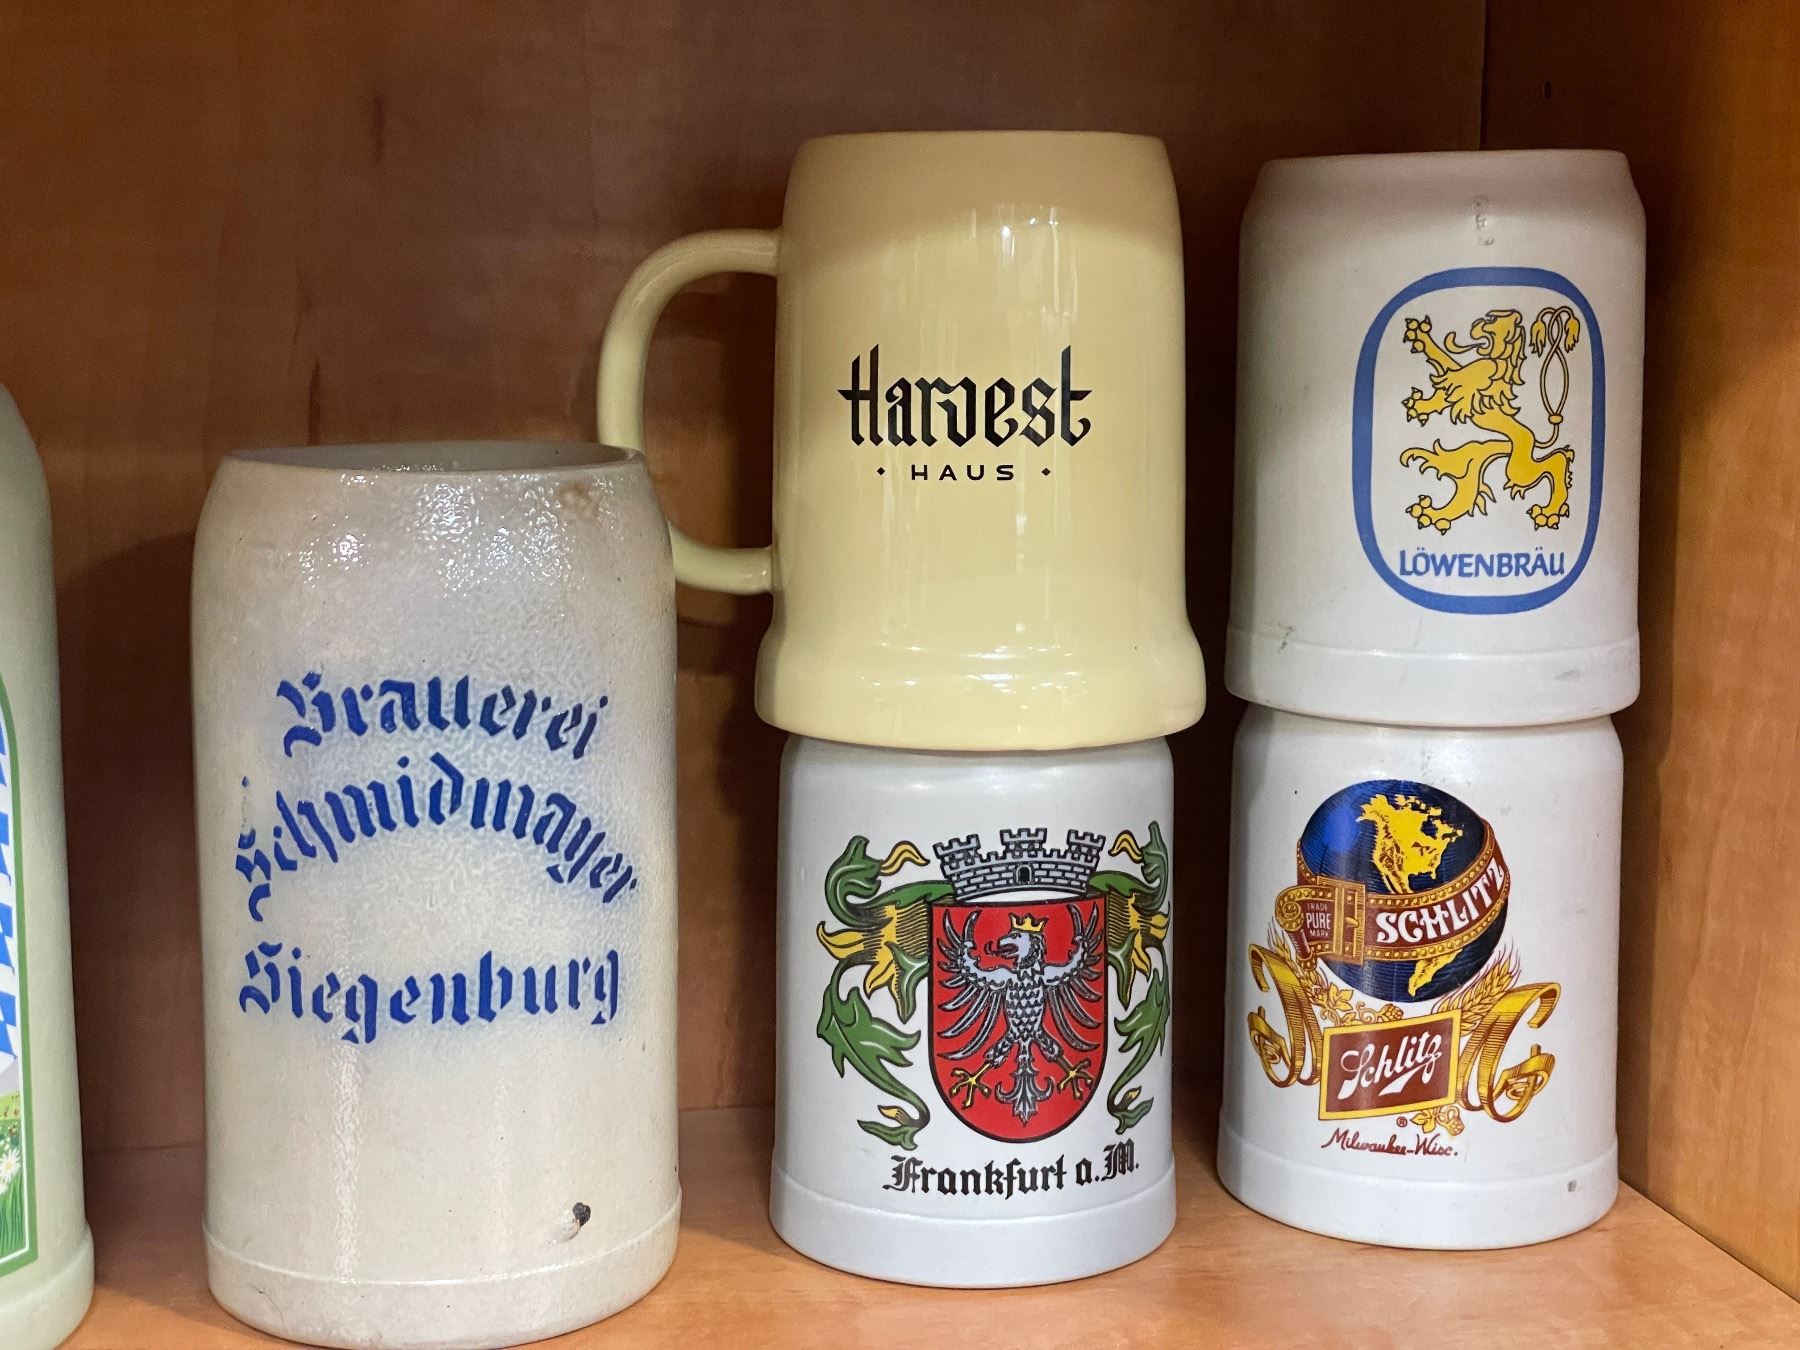 Brauerei
Schmidmayer
Siegenburg
Harvest
HAUS
Frankfurt a.M.
LÖWENBRÄU
TRADE
PURE
MARK
SCHLITZ
Schlitz
®
Milwaukee-Wisc.